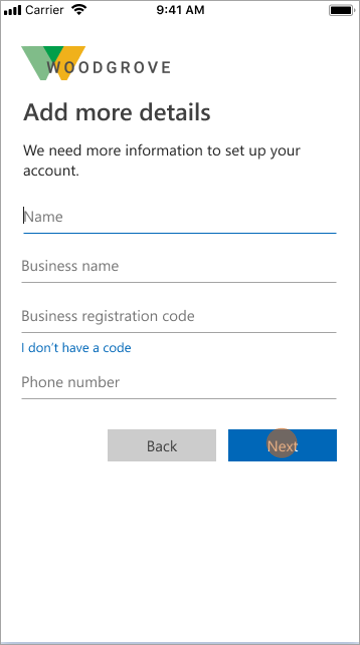 Carrier 9:41 AM
WOODGROVE
Add more details
We need more information to set up your
account.
Name
Business name
Business registration code
I don't have a code
Phone number
Back Next